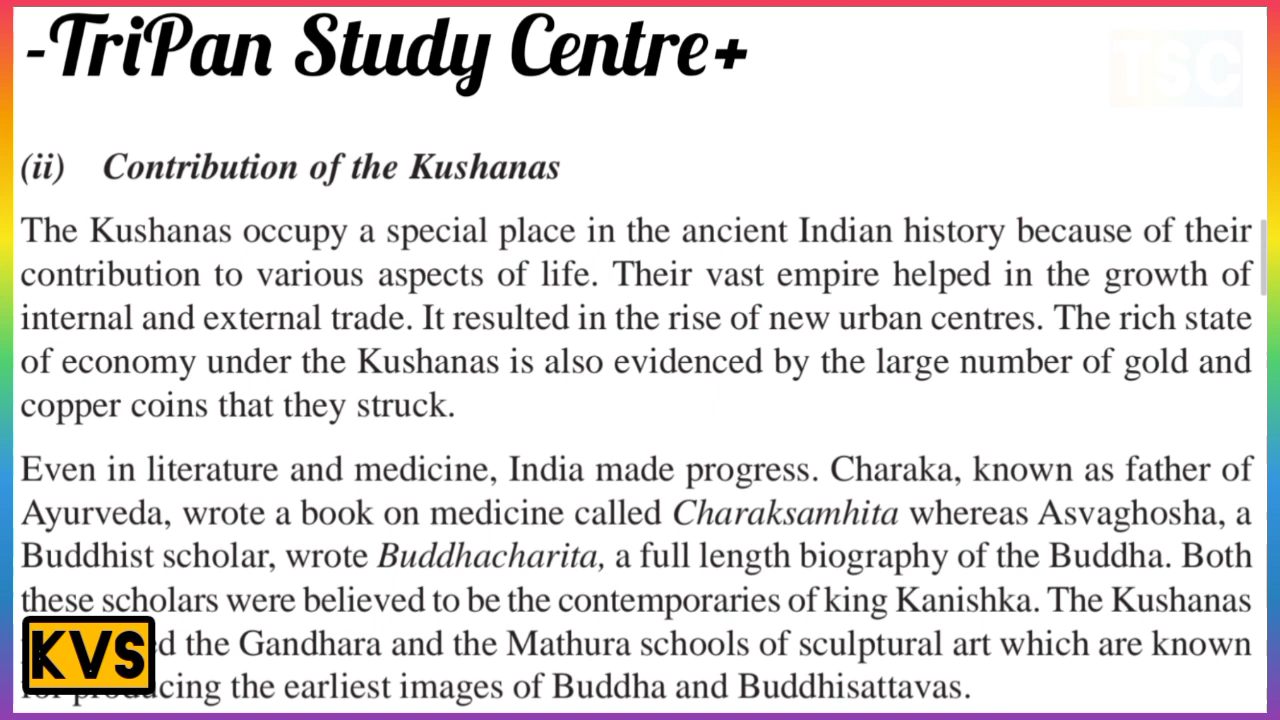 -TriPan Study Centre+
TSC
(ii) Contribution of the Kushanas
The Kushanas occupy a special place in the ancient Indian history because of their
contribution to various aspects of life. Their vast empire helped in the growth of
internal and external trade. It resulted in the rise of new urban centres. The rich state
of economy under the Kushanas is also evidenced by the large number of gold and
copper coins that they struck.
Even in literature and medicine, India made progress. Charaka, known as father of
Ayurveda, wrote a book on medicine called Charaksamhita whereas Asvaghosha, a
Buddhist scholar, wrote Buddhacharita, a full length biography of the Buddha. Both
these scholars were believed to be the contemporaries of king Kanishka. The Kushanas
KVS
the Gandhara and the Mathura schools of sculptural art which are known
for producing the earliest images of Buddha and Buddhisattavas.